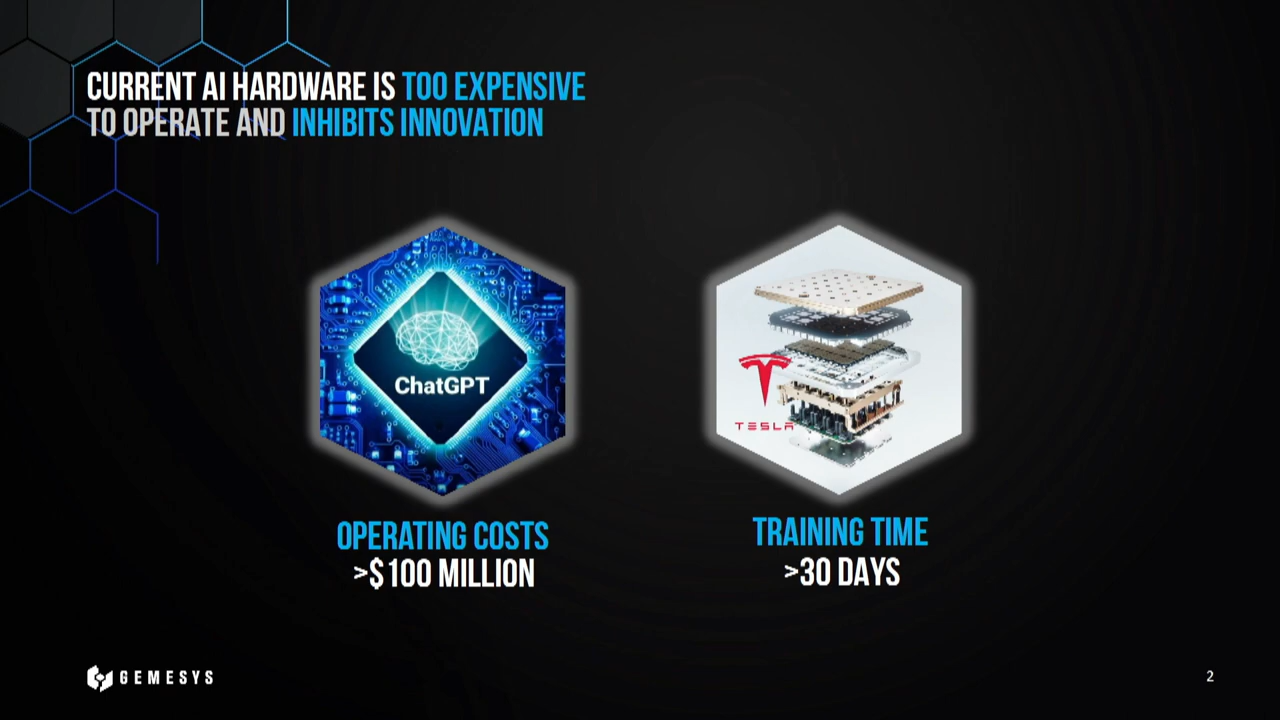 CURRENT AI HARDWARE IS TOO EXPENSIVE
TO OPERATE AND INHIBITS INNOVATION
ChatGPT
TESLA
OPERATING COSTS
>$100 MILLION
TRAINING TIME
>30 DAYS
GEMESYS
2